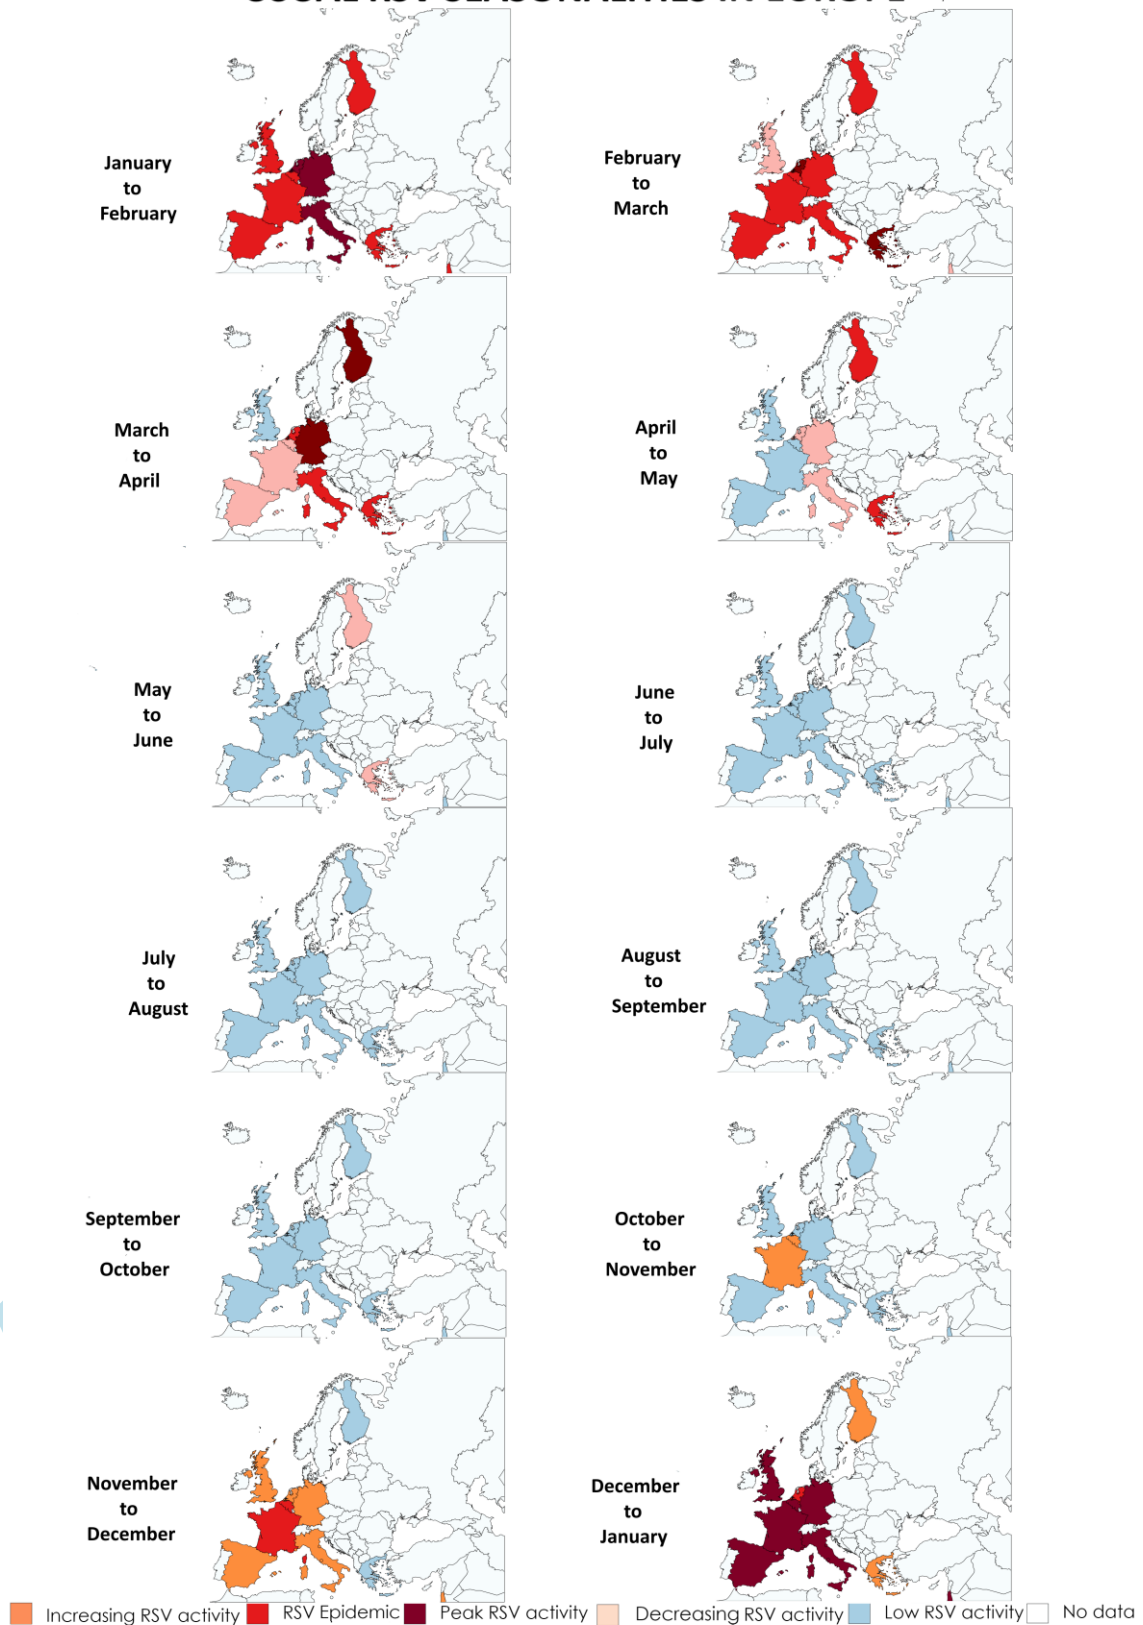 January
to
February
February
to
March
March
to
April
April
to
May
May
to
June
June
to
July
July
to
August
August
to
September
September
to
October
October
to
November
November
to
December
December
to
January
Increasing RSV activity RSV Epidemic Peak RSV activity Decreasing RSV activity Low RSV activity No data